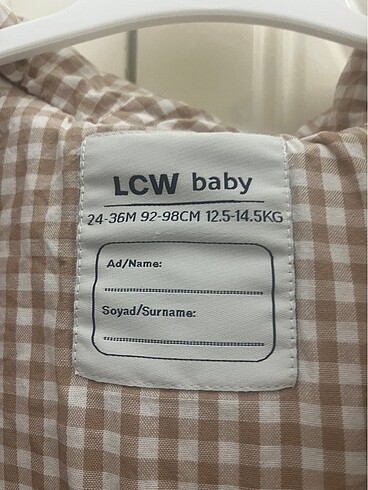 LCW baby
24-36M 92-98CM 12.5-14.5KG
Ad/Name:
Soyad/Surname: